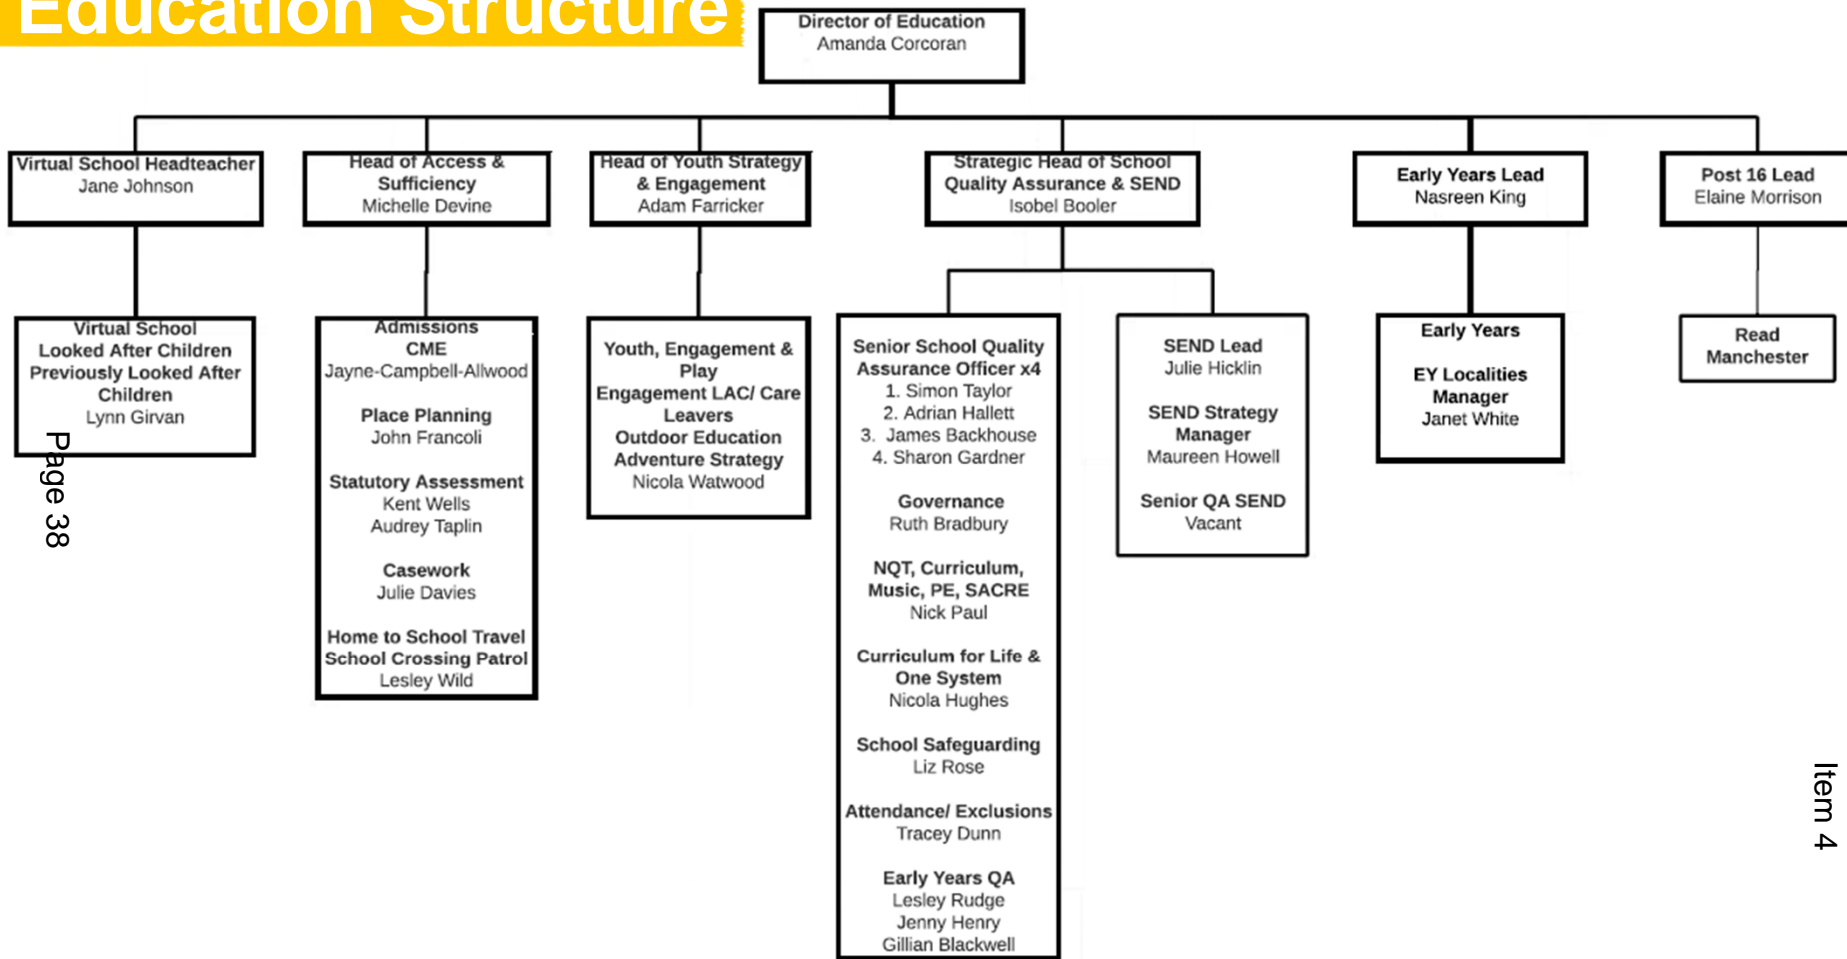 Education Structure
Director of Education
Amanda Corcoran
Virtual School Headteacher
Jane Johnson
Head of Access &
Sufficiency
Michelle Devine
Head of Youth Strategy
& Engagement
Adam Farricker
Strategic Head of School
Quality Assurance & SEND
Isobel Booler
Early Years Lead
Nasreen King
Post 16 Lead
Elaine Morrison
Virtual School
Looked After Children
Previously Looked After
Children
Lynn Girvan
Admissions
CME
Jayne-Campbell-Allwood
Place Planning
John Francoli
Statutory Assessment
Kent Wells
Audrey Taplin
Casework
Julie Davies
Home to School Travel
School Crossing Patrol
Lesley Wild
Youth, Engagement &
Play
Engagement LAC/ Care
Leavers
Outdoor Education
Adventure Strategy
Nicola Watwood
Senior School Quality
Assurance Officer x4
1. Simon Taylor
2. Adrian Hallett
3. James Backhouse
4. Sharon Gardner
Governance
Ruth Bradbury
NQT, Curriculum,
Music, PE, SACRE
Nick Paul
Curriculum for Life &
One System
Nicola Hughes
School Safeguarding
Liz Rose
Attendance/ Exclusions
Tracey Dunn
Early Years QA
Lesley Rudge
Jenny Henry
Gillian Blackwell
SEND Lead
Julie Hicklin
SEND Strategy
Manager
Maureen Howell
Senior QA SEND
Vacant
Early Years
EY Localities
Manager
Janet White
Read
Manchester
Page 38
Item 4